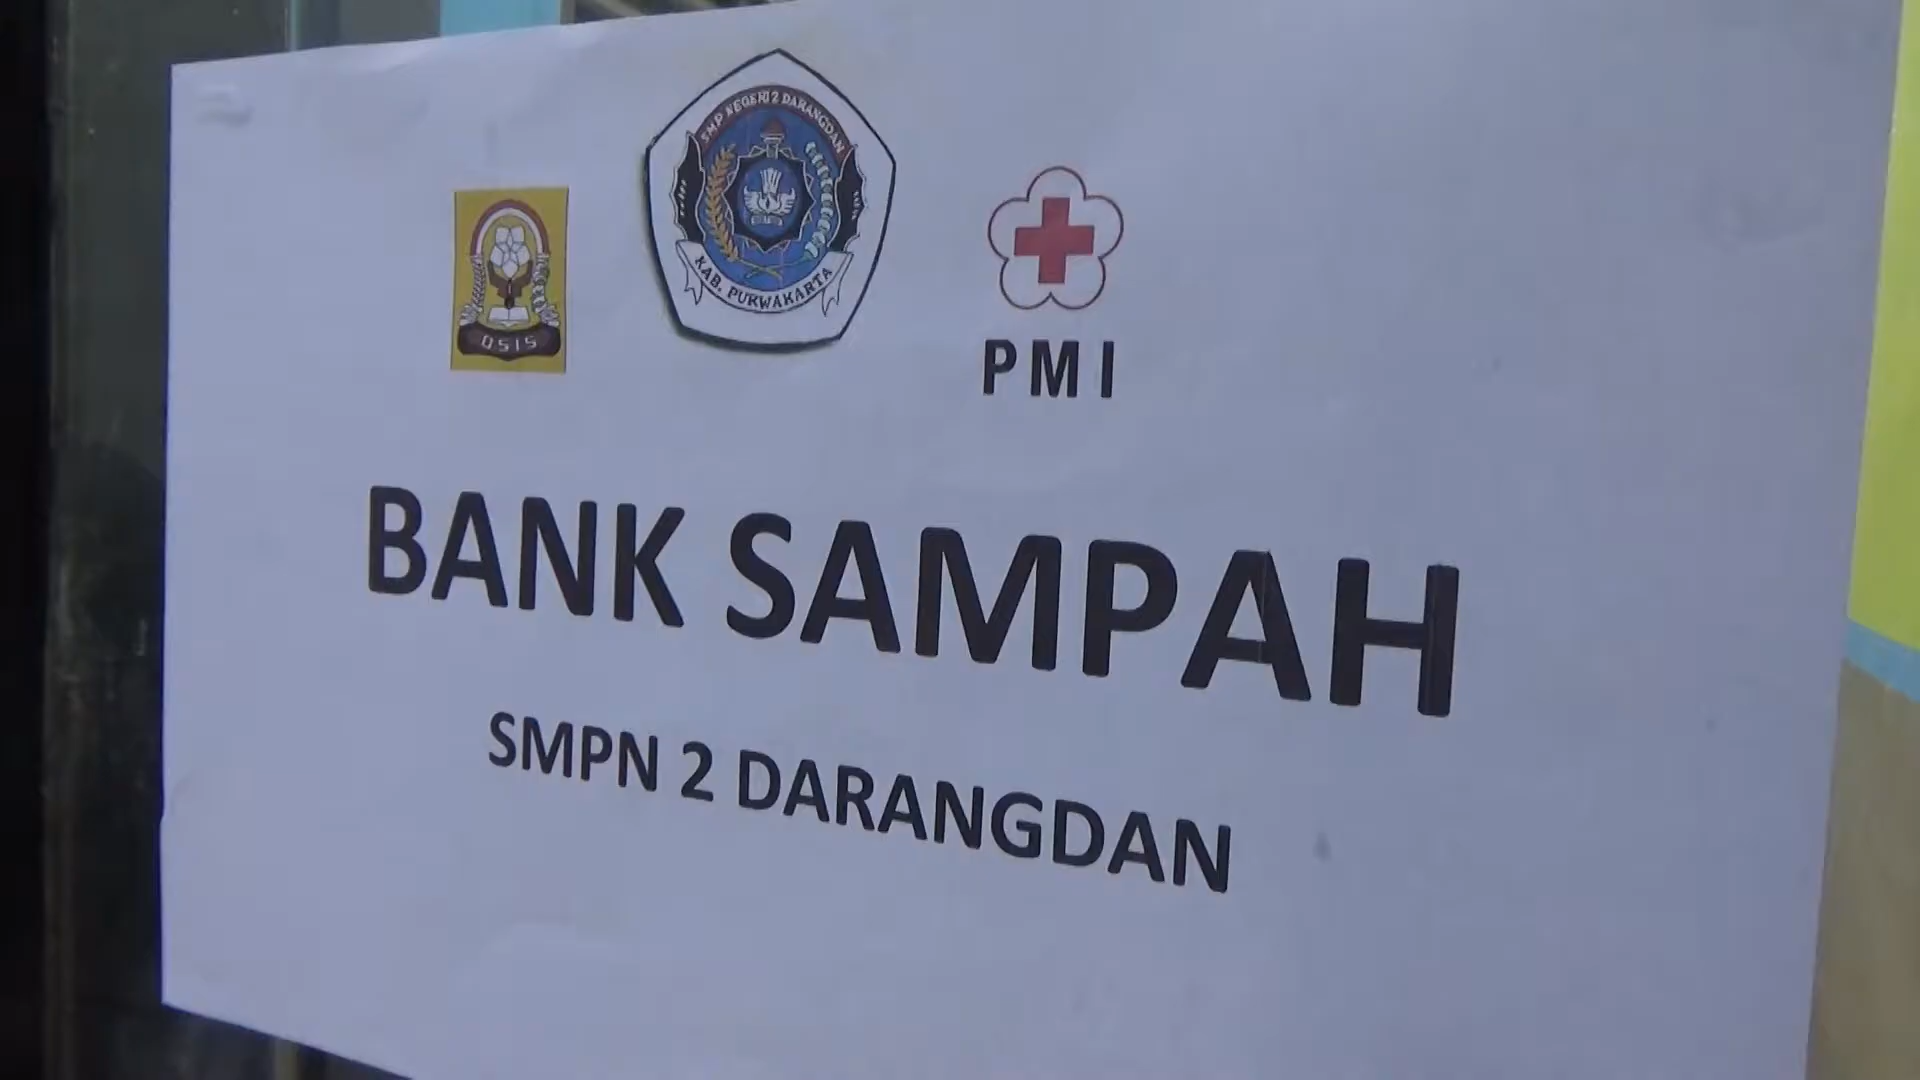 SMP NEGERI 2 DARANGDAN
KAB. PURWAKARTA
OSIS
PMI
BANK SAMPAH
SMPN 2 DARANGDAN